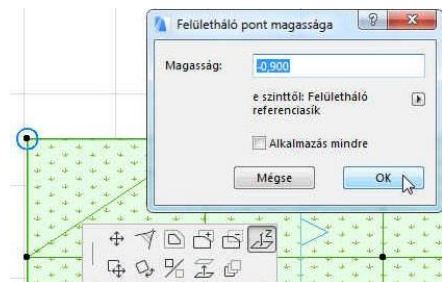 Felületháló pont magassága
Magasság:
-0,900
e szinttől: Felületháló
referenciasík
Alkalmazás mindre
Mégse
OK
Z